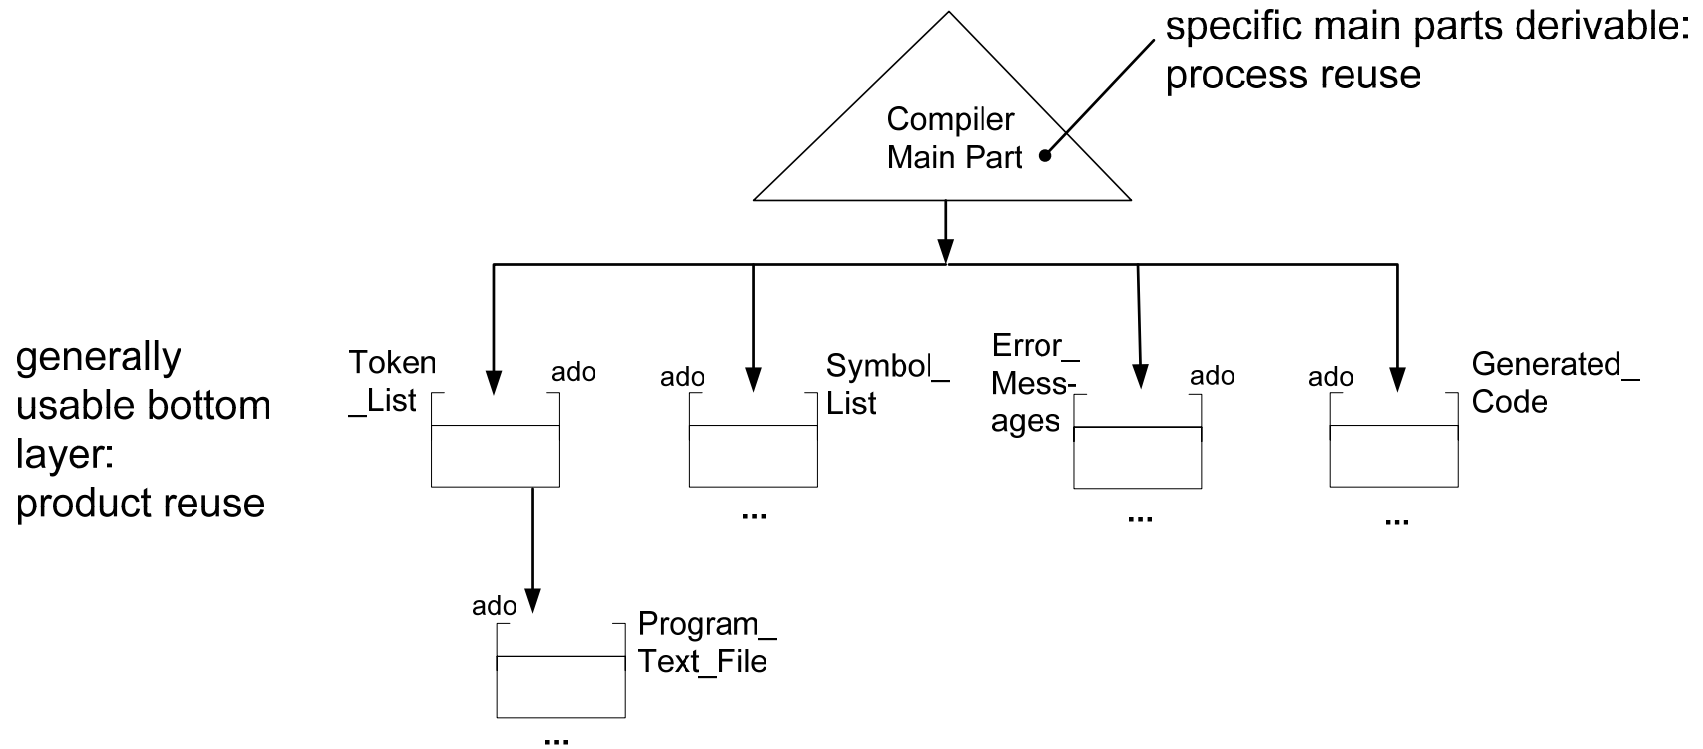 specific main parts derivable:
process reuse
Compiler
Main Part
generally
usable bottom
layer:
product reuse
Token
_List
ado
ado
Symbol_
List
Error_
Mess-
ages
ado
ado
Generated_
Code
...
...
...
ado
Program_
Text_File
...